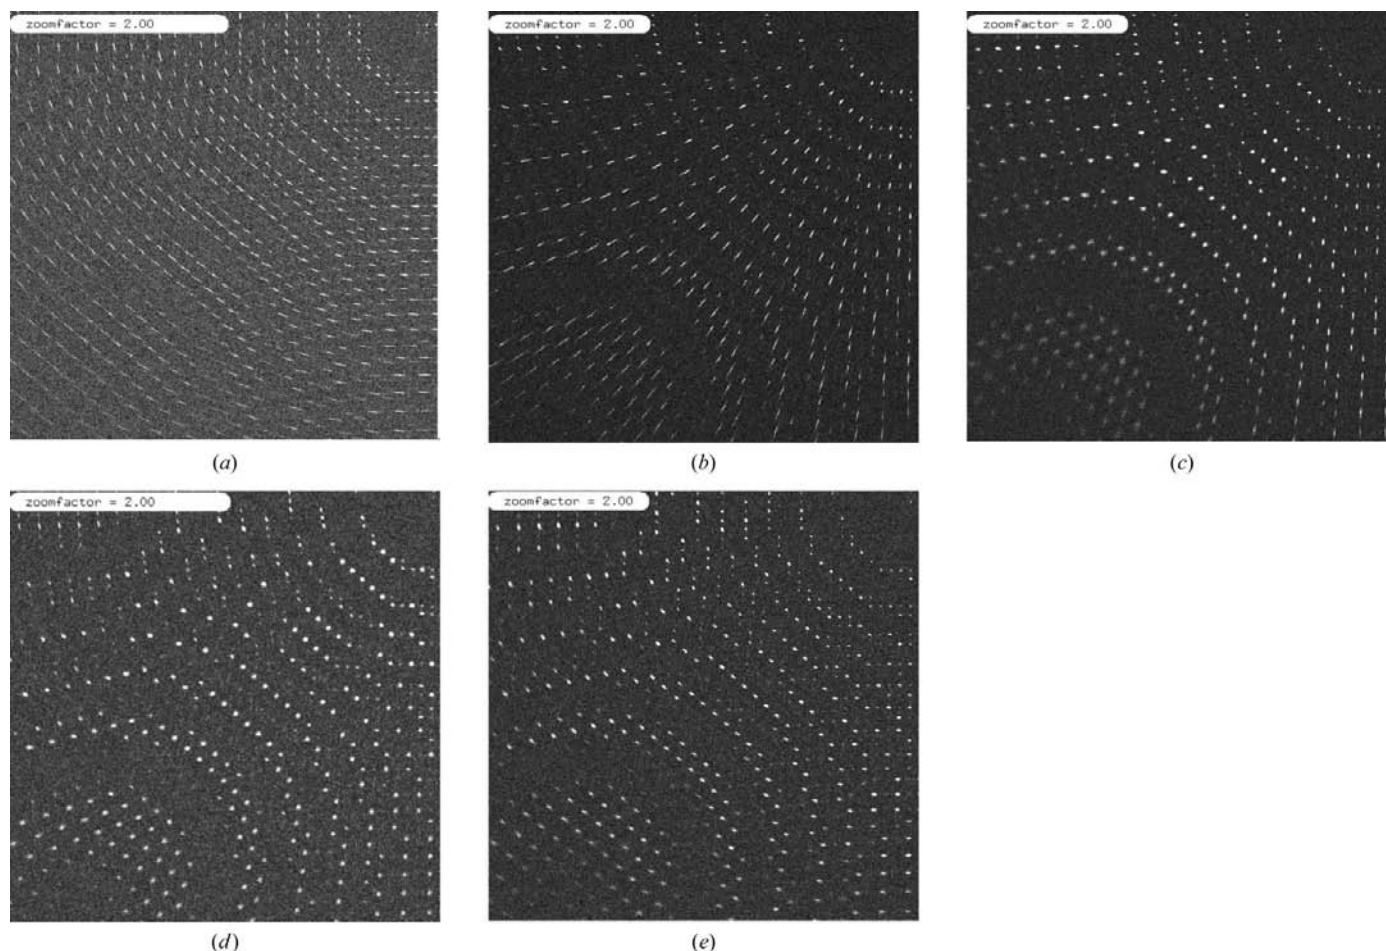 zoomfactor = 2.00
zoomfactor = 2.00
zoomfactor = 2.00
(a)
(b)
(c)
zoomfactor = 2.00
zoomfactor = 2.00
(d)
(e)